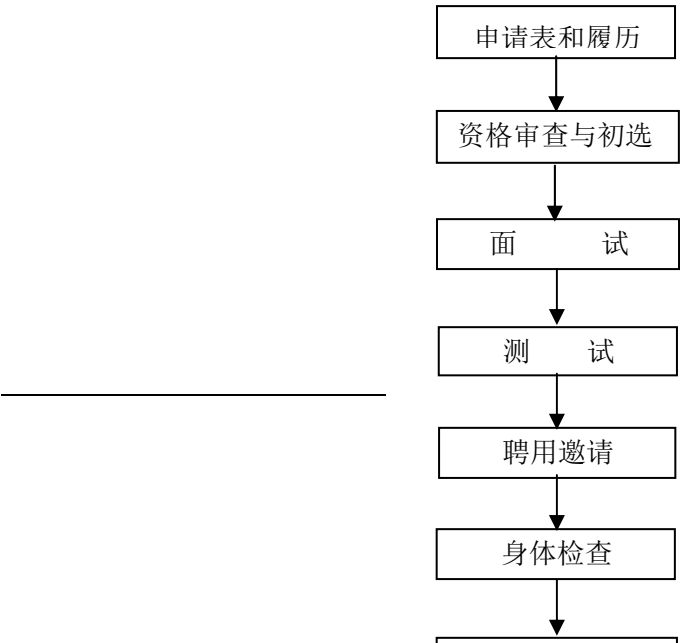 申请表和履历
资格审查与初选
面 试
测 试
聘用邀请
身体检查